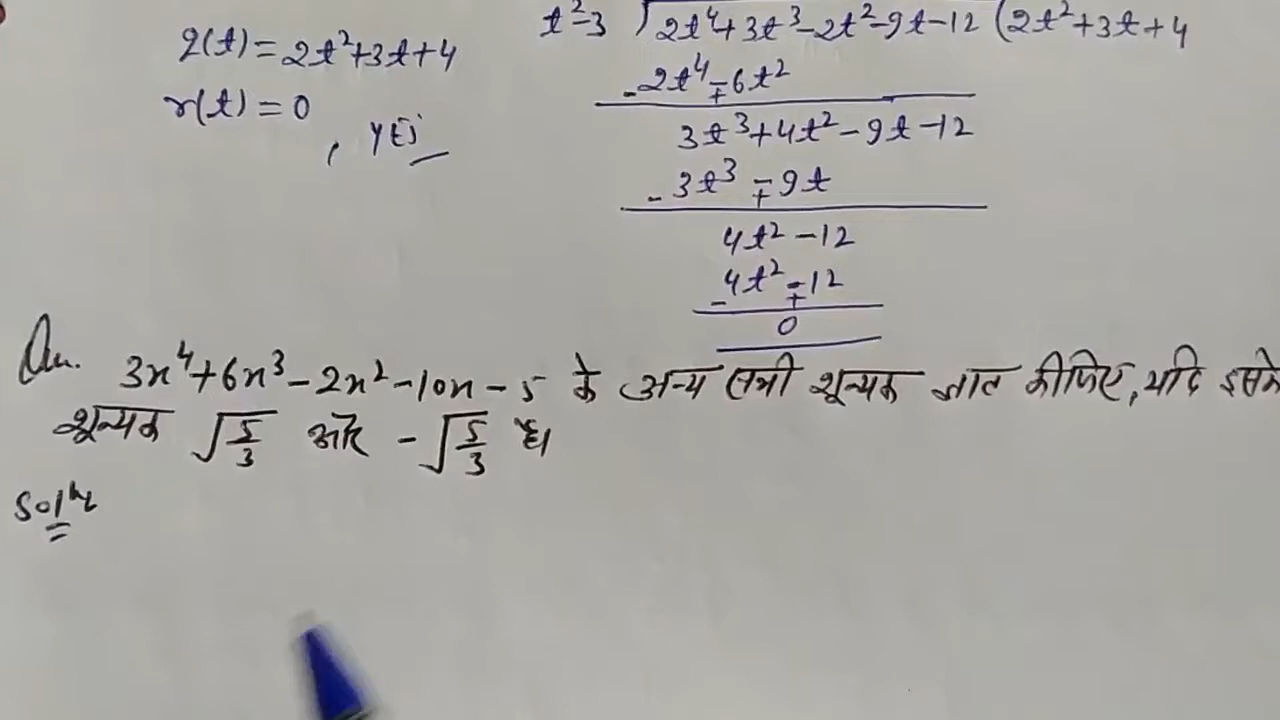 q(t) = 2t²+3t+4
r(t) = 0
, YES
t²-3 ) 2t⁴+3t³-2t²-9t-12 ( 2t²+3t+4
2t⁴-6t²
- +
3t³+4t²-9t-12
3t³-9t
- +
4t²-12
4t²-12
- +
0
Qu. 3x⁴+6x³-2x²-10x-5 के अन्य सभी शून्यक ज्ञात कीजिए, यदि इसके
शून्यक √5/3 और -√5/3 है।
Solⁿ